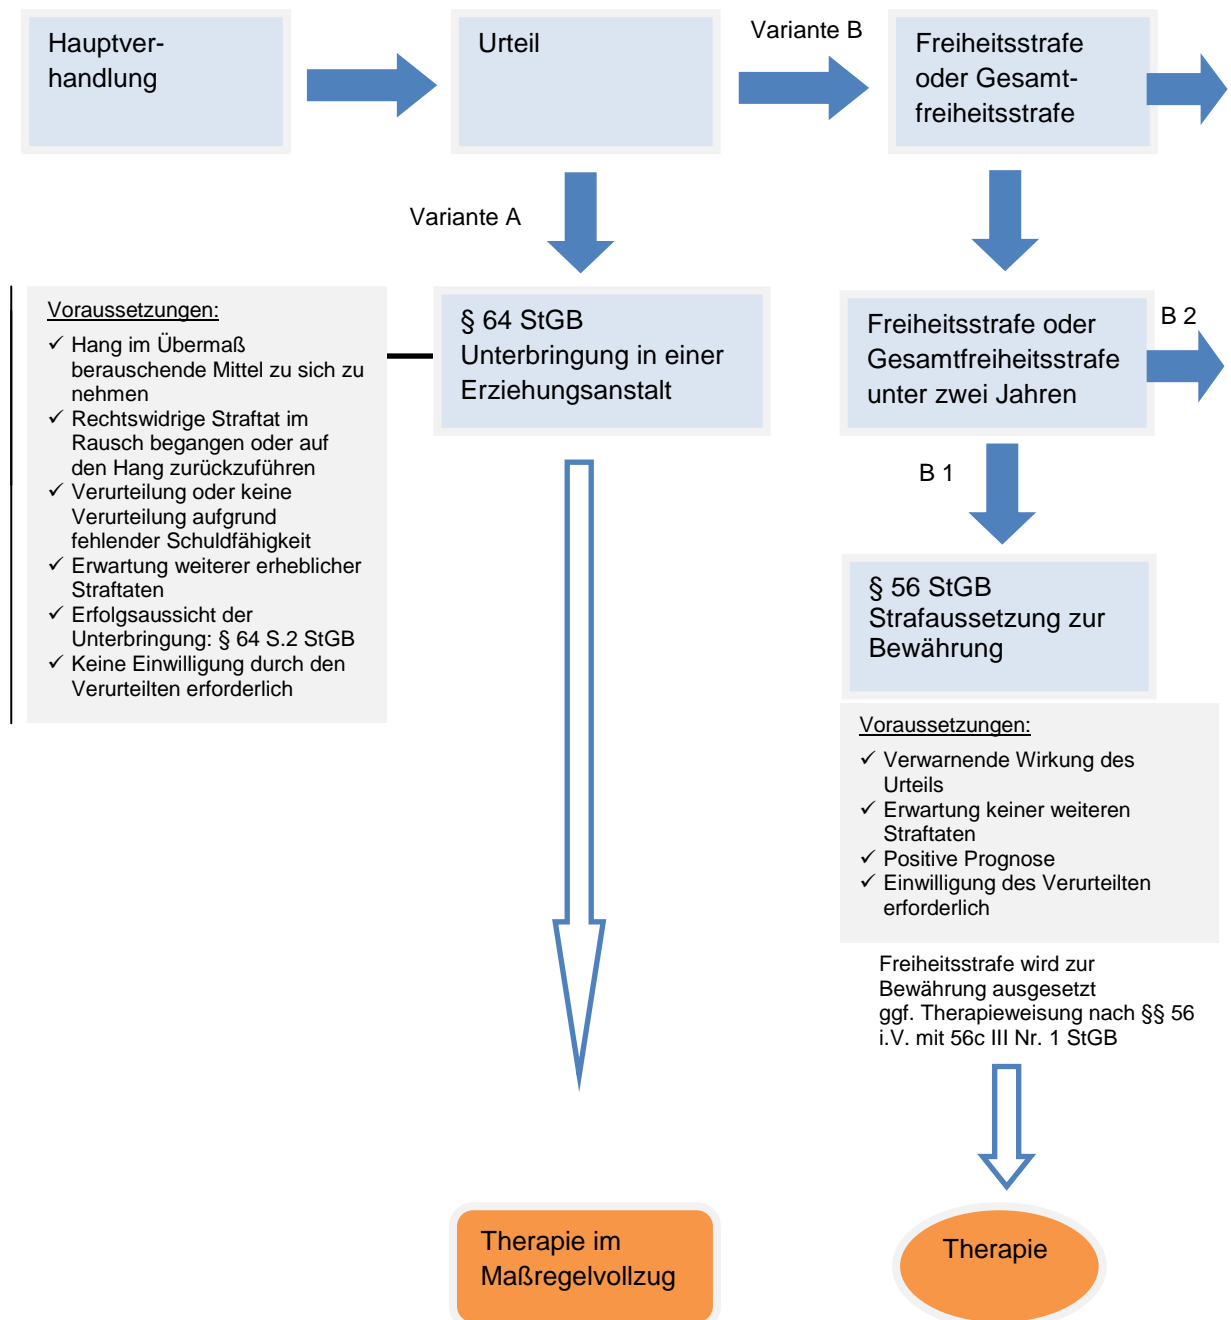 Hauptver-
handlung
Urteil
Variante B
Freiheitsstrafe
oder Gesamt-
freiheitsstrafe
Variante A
Voraussetzungen:
✓ Hang im Übermaß
berauschende Mittel zu sich zu
nehmen
✓ Rechtswidrige Straftat im
Rausch begangen oder auf
den Hang zurückzuführen
✓ Verurteilung oder keine
Verurteilung aufgrund
fehlender Schuldfähigkeit
✓ Erwartung weiterer erheblicher
Straftaten
✓ Erfolgsaussicht der
Unterbringung: § 64 S.2 StGB
✓ Keine Einwilligung durch den
Verurteilten erforderlich
§ 64 StGB
Unterbringung in einer
Erziehungsanstalt
Freiheitsstrafe oder
Gesamtfreiheitsstrafe
unter zwei Jahren
B 2
B 1
§ 56 StGB
Strafaussetzung zur
Bewährung
Voraussetzungen:
✓ Verwarnende Wirkung des
Urteils
✓ Erwartung keiner weiteren
Straftaten
✓ Positive Prognose
✓ Einwilligung des Verurteilten
erforderlich
Freiheitsstrafe wird zur
Bewährung ausgesetzt
ggf. Therapieweisung nach §§ 56
i.V. mit 56c III Nr. 1 StGB
Therapie im
Maßregelvollzug
Therapie